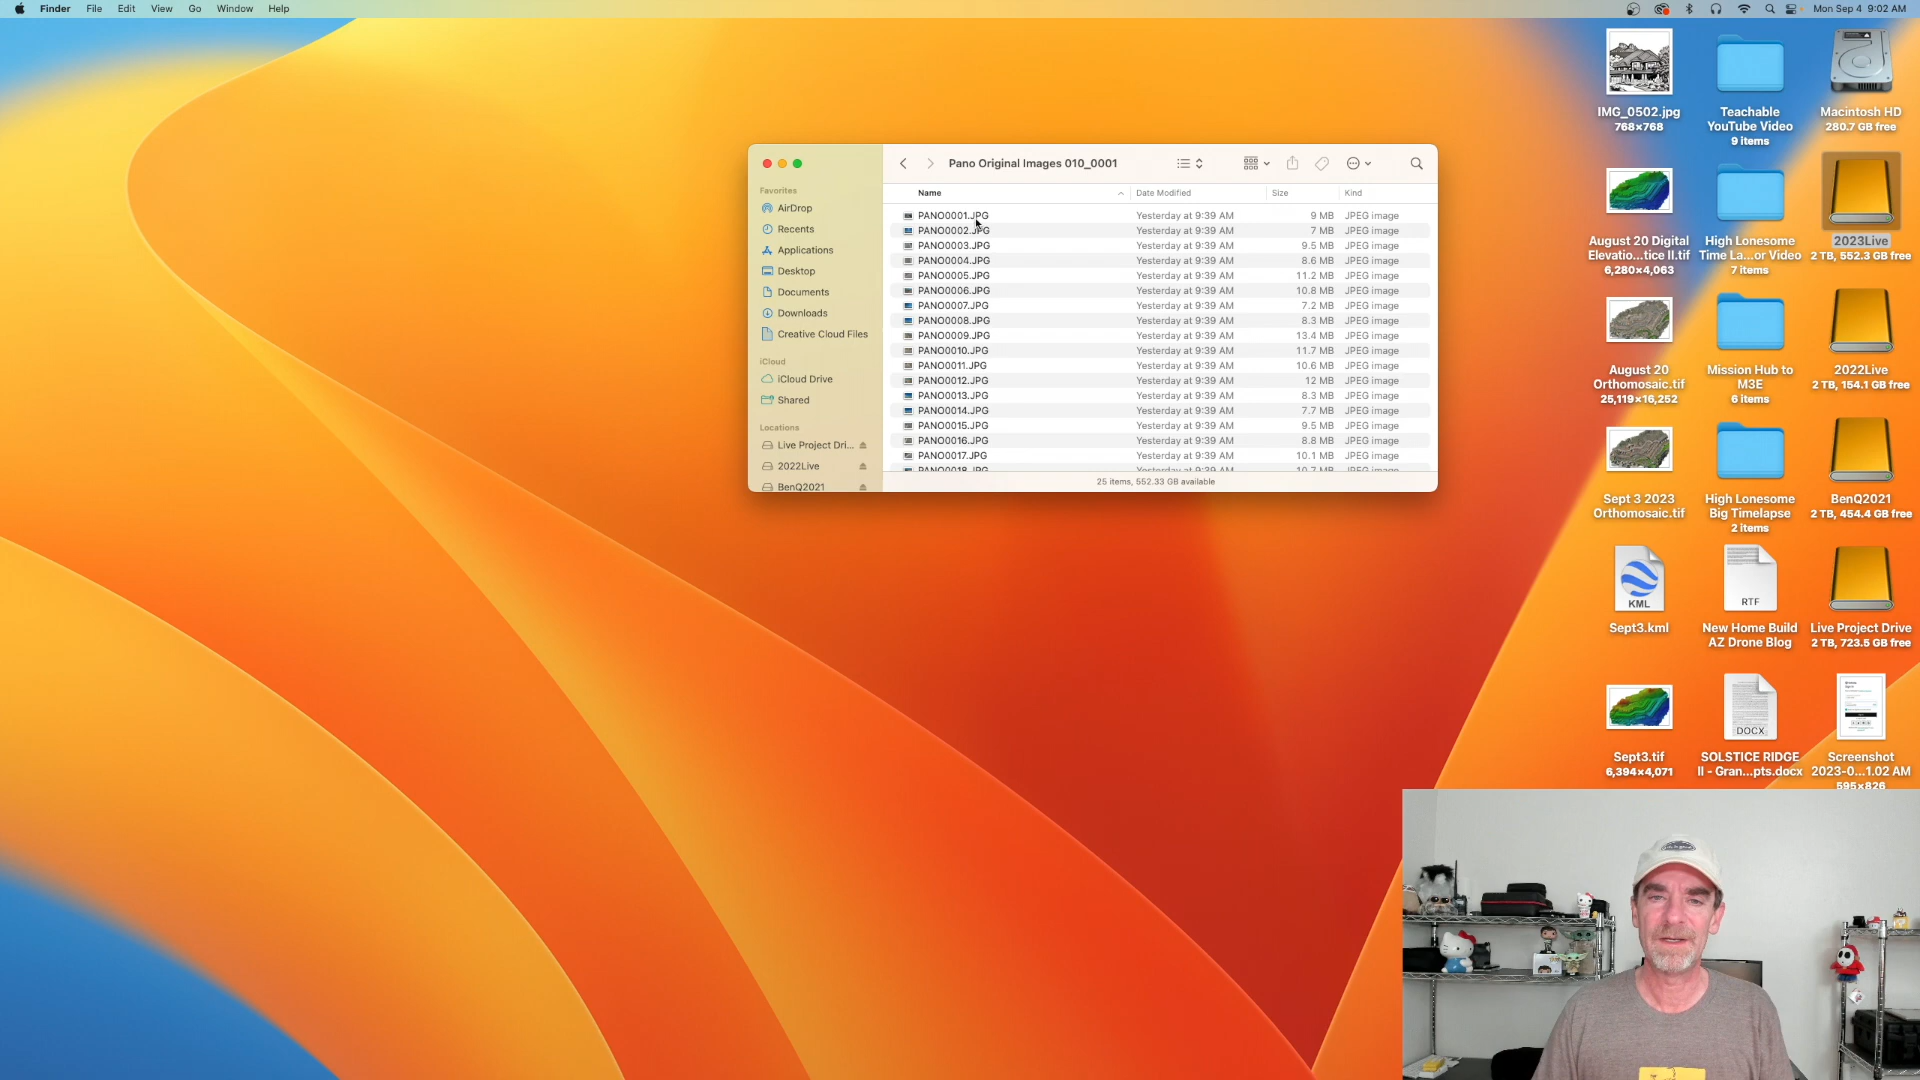 Finder File Edit View Go Window Help
Mon Sep 4 9:02 AM
Pano Original Images 010_0001
Favorites
AirDrop
Recents
Applications
Desktop
Documents
Downloads
Creative Cloud Files
iCloud
iCloud Drive
Shared
Locations
Live Project Dri...
2022Live
BenQ2021
Name Date Modified Size Kind
PANO0001.JPG Yesterday at 9:39 AM 9 MB JPEG image
PANO0002.JPG Yesterday at 9:39 AM 7 MB JPEG image
PANO0003.JPG Yesterday at 9:39 AM 9.5 MB JPEG image
PANO0004.JPG Yesterday at 9:39 AM 8.6 MB JPEG image
PANO0005.JPG Yesterday at 9:39 AM 11.2 MB JPEG image
PANO0006.JPG Yesterday at 9:39 AM 10.8 MB JPEG image
PANO0007.JPG Yesterday at 9:39 AM 7.2 MB JPEG image
PANO0008.JPG Yesterday at 9:39 AM 8.3 MB JPEG image
PANO0009.JPG Yesterday at 9:39 AM 13.4 MB JPEG image
PANO0010.JPG Yesterday at 9:39 AM 11.7 MB JPEG image
PANO0011.JPG Yesterday at 9:39 AM 10.6 MB JPEG image
PANO0012.JPG Yesterday at 9:39 AM 12 MB JPEG image
PANO0013.JPG Yesterday at 9:39 AM 8.3 MB JPEG image
PANO0014.JPG Yesterday at 9:39 AM 7.7 MB JPEG image
PANO0015.JPG Yesterday at 9:39 AM 9.5 MB JPEG image
PANO0016.JPG Yesterday at 9:39 AM 8.8 MB JPEG image
PANO0017.JPG Yesterday at 9:39 AM 10.1 MB JPEG image
PANO0018.JPG Yesterday at 9:39 AM 10.7 MB JPEG image
25 items, 552.33 GB available
IMG_0502.jpg
768×768
Teachable
YouTube Video
9 items
Macintosh HD
280.7 GB free
August 20 Digital
Elevatio...tice II.tif
6,280×4,063
High Lonesome
Time La...or Video
7 items
2023Live
2 TB, 552.3 GB free
August 20
Orthomosaic.tif
25,119×16,252
Mission Hub to
M3E
6 items
2022Live
2 TB, 154.1 GB free
Sept 3 2023
Orthomosaic.tif
High Lonesome
Big Timelapse
2 items
BenQ2021
2 TB, 454.4 GB free
KML
Sept3.kml
RTF
New Home Build
AZ Drone Blog
Live Project Drive
2 TB, 723.5 GB free
Sept3.tif
6,394×4,071
DOCX
SOLSTICE RIDGE
II - Gran...pts.docx
Screenshot
2023-0...1.02 AM
595×826